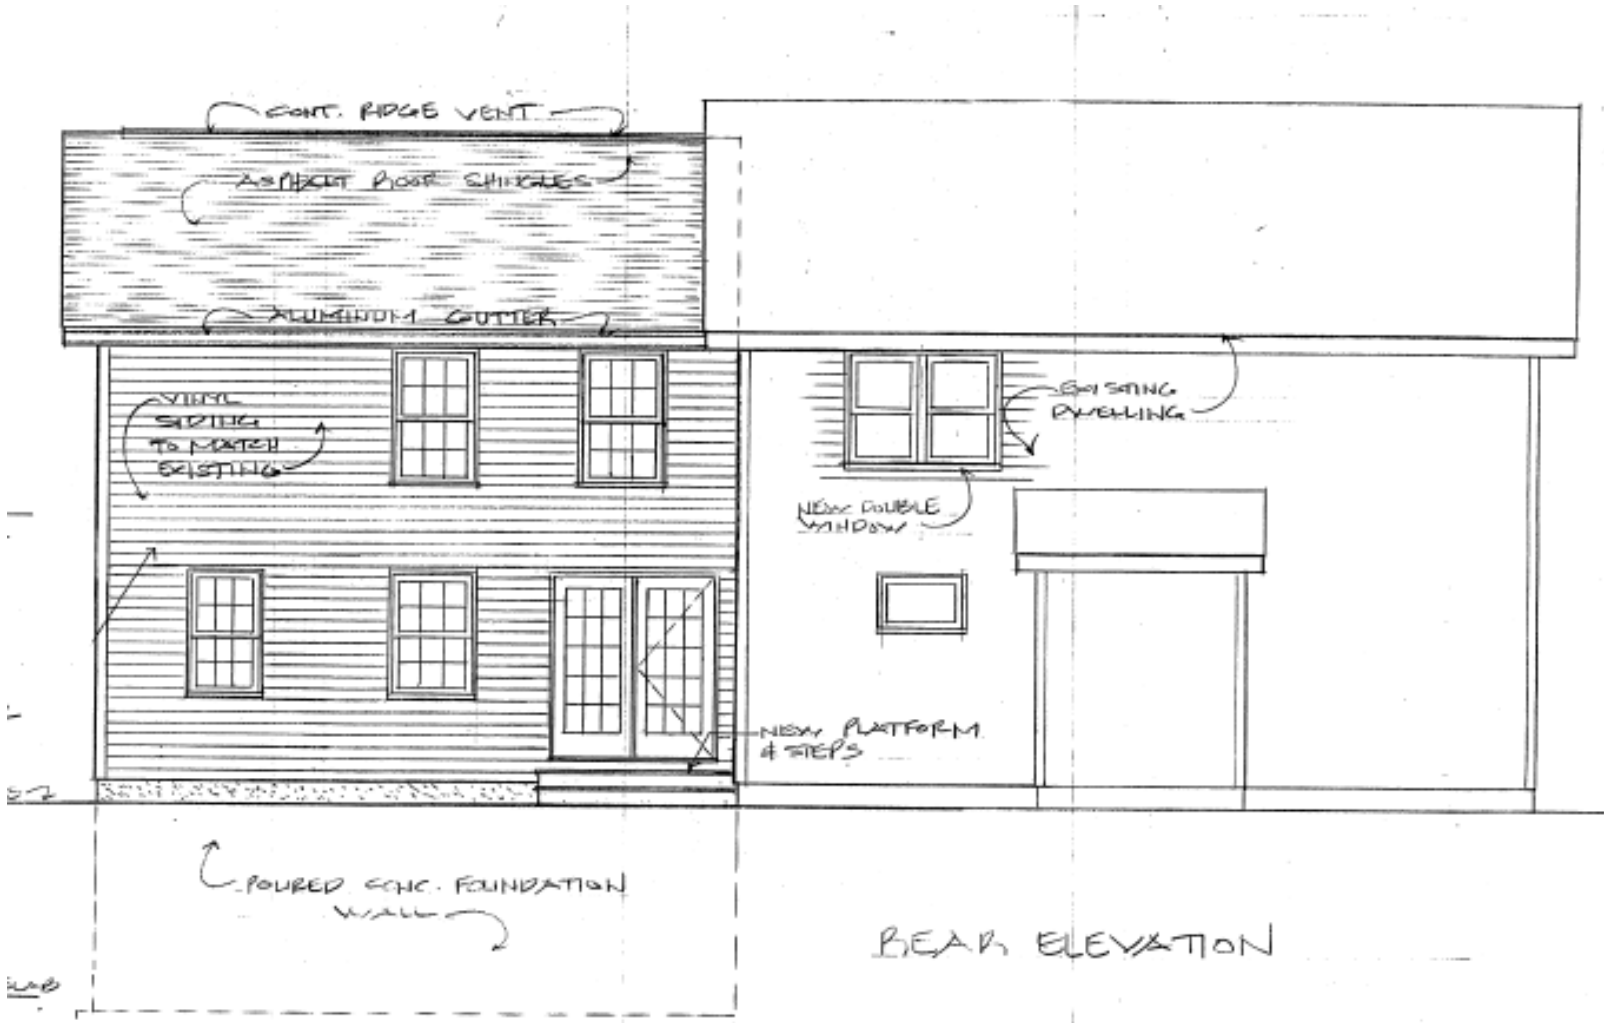 CONT. RIDGE VENT
ASPHALT ROOF SHINGLES
ALUMINUM GUTTER
VINYL
SIDING
TO MATCH
EXISTING
EXISTING
DWELLING
NEW DOUBLE
WINDOW
NEW PLATFORM
& STEPS
POURED CONC. FOUNDATION
WALL
REAR ELEVATION
SLAB